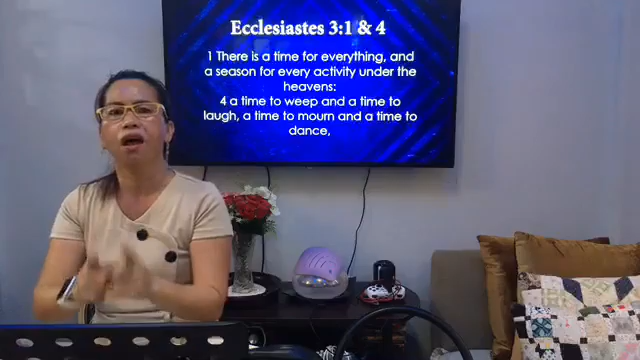 Ecclesiastes 3:1 & 4
1 There is a time for everything, and
a season for every activity under the
heavens:
4 a time to weep and a time to
laugh, a time to mourn and a time to
dance,